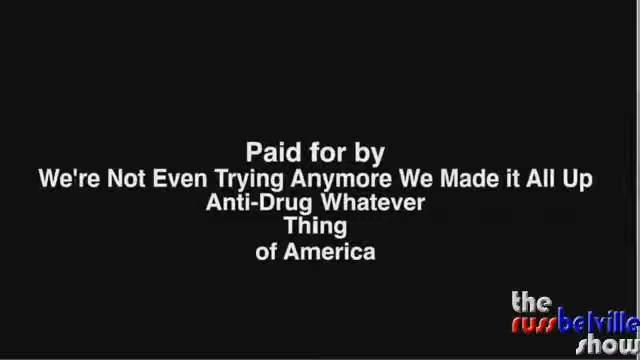 Paid for by
We're Not Even Trying Anymore We Made it All Up
Anti-Drug Whatever
Thing
of America
the
russbelville
show